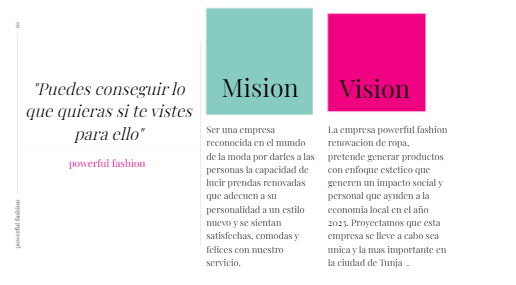 "Puedes conseguir lo
que quieras si te vistes
para ello"
powerful fashion
powerful fashion
Mision
Ser una empresa
reconocida en el mundo
de la moda por darles a las
personas la capacidad de
lucir prendas renovadas
que adecuen a su
personalidad a un estilo
nuevo y se sientan
satisfechas, comodas y
felices con nuestro
servicio.
Vision
La empresa powerful fashion
renovacion de ropa,
pretende generar productos
con enfoque estetico que
generen un impacto social y
personal que ayuden a la
economia local en el año
2023. Proyectamos que esta
empresa se lleve a cabo sea
unica y la mas importante en
la ciudad de Tunja .